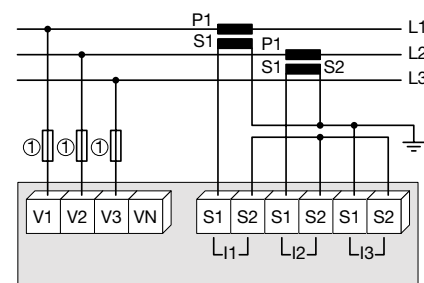 P1 L1
S1 P1 L2
S1 S2
L3
① ① ①
V1 V2 V3 VN S1 S2 S1 S2 S1 S2
I1 I2 I3